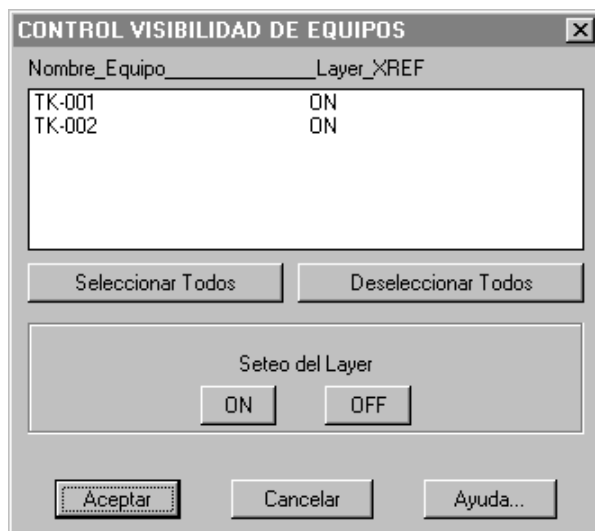 CONTROL VISIBILIDAD DE EQUIPOS
Nombre_Equipo______________Layer_XREF
TK-001 ON
TK-002 ON
Seleccionar Todos Deseleccionar Todos
Seteo del Layer
ON OFF
Aceptar Cancelar Ayuda...